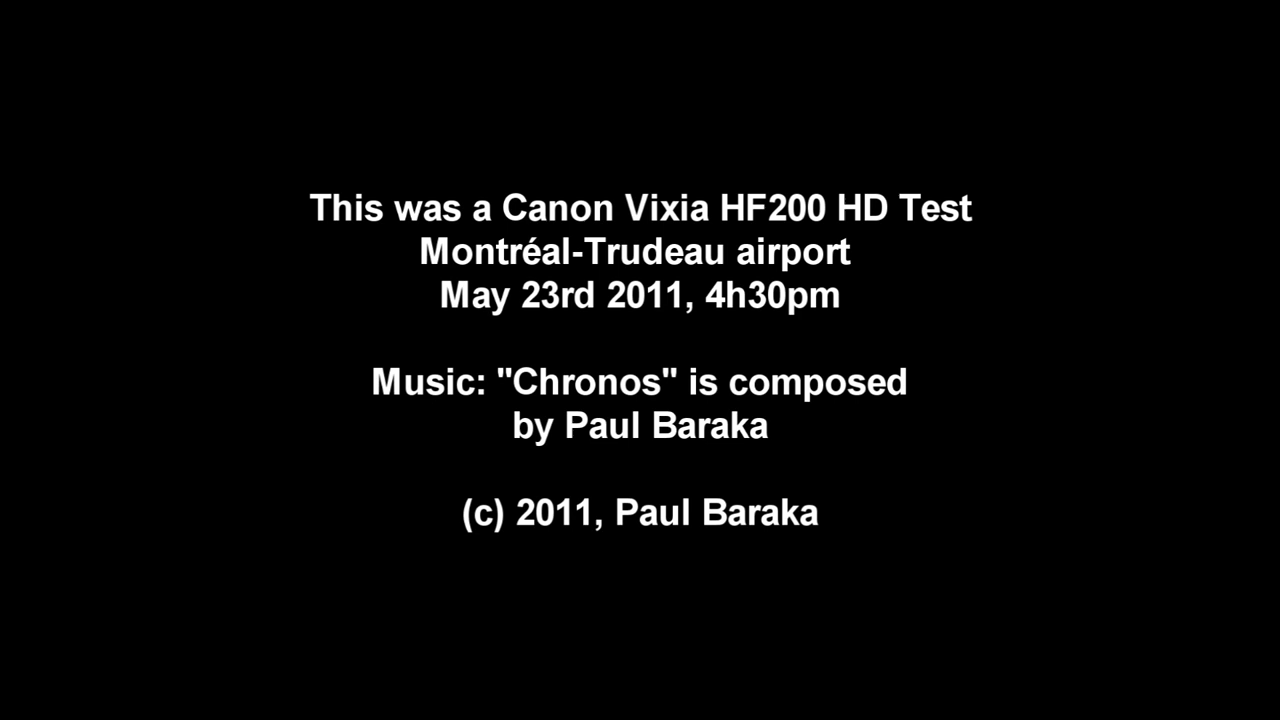 This was a Canon Vixia HF200 HD Test
Montréal-Trudeau airport
May 23rd 2011, 4h30pm
Music: "Chronos" is composed
by Paul Baraka
(c) 2011, Paul Baraka